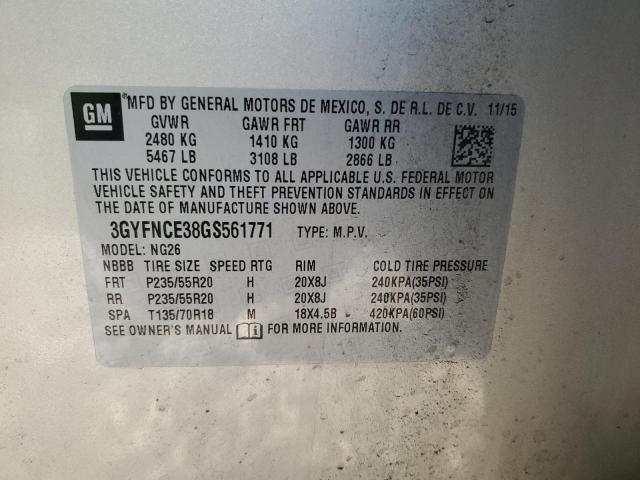 GM
®MFD BY GENERAL MOTORS DE MEXICO, S. DE R.L. DE C.V. 11/15
GVWR GAWR FRT GAWR RR
2480 KG 1410 KG 1300 KG
5467 LB 3108 LB 2866 LB
THIS VEHICLE CONFORMS TO ALL APPLICABLE U.S. FEDERAL MOTOR
VEHICLE SAFETY AND THEFT PREVENTION STANDARDS IN EFFECT ON
THE DATE OF MANUFACTURE SHOWN ABOVE.
3GYFNCE38GS561771 TYPE: M.P.V.
MODEL: NG26
NBBB TIRE SIZE SPEED RTG RIM COLD TIRE PRESSURE
FRT P235/55R20 H 20X8J 240KPA(35PSI)
RR P235/55R20 H 20X8J 240KPA(35PSI)
SPA T135/70R18 M 18X4.5B 420KPA(60PSI)
SEE OWNER'S MANUAL FOR MORE INFORMATION.